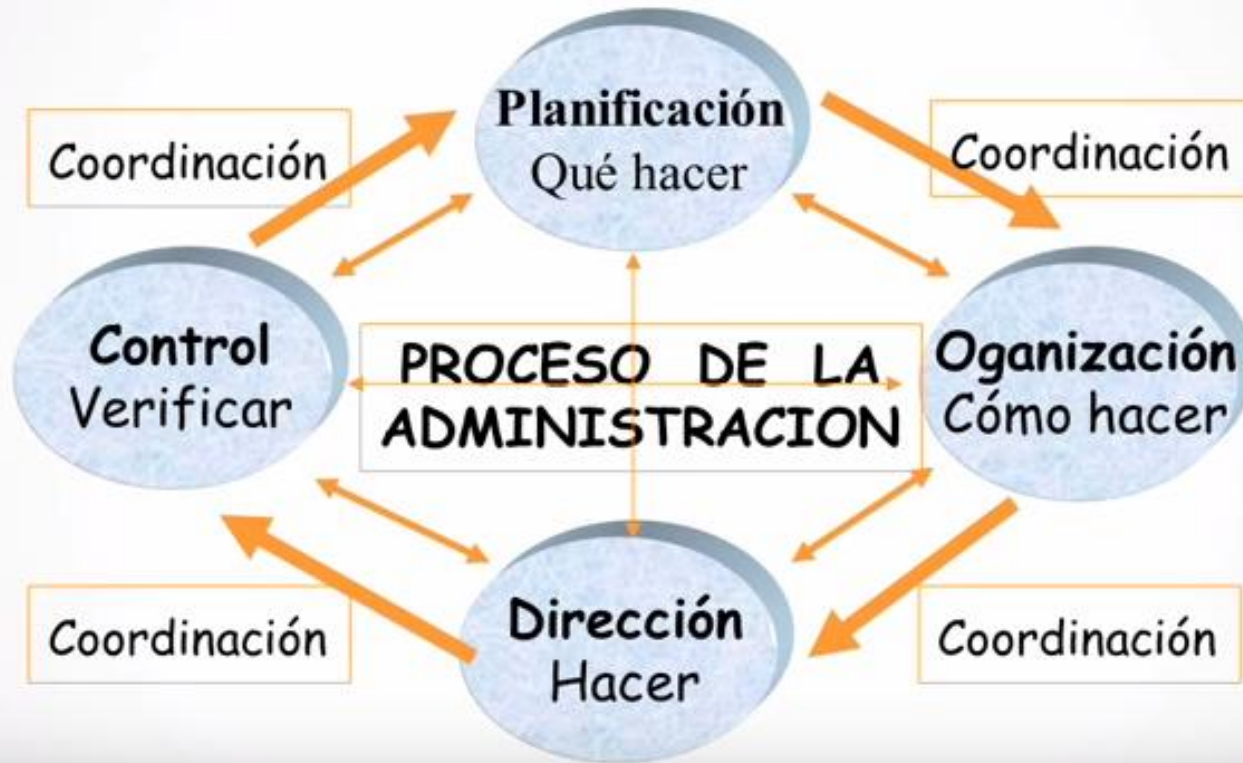 Planificación
Qué hacer
Coordinación
Coordinación
Control
Verificar
PROCESO DE LA
ADMINISTRACION
Oganización
Cómo hacer
Coordinación
Dirección
Hacer
Coordinación